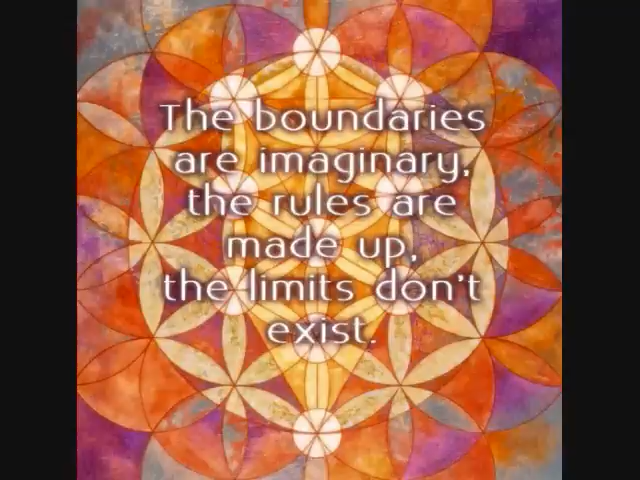 The boundaries
are imaginary,
the rules are
made up,
the limits don't
exist.